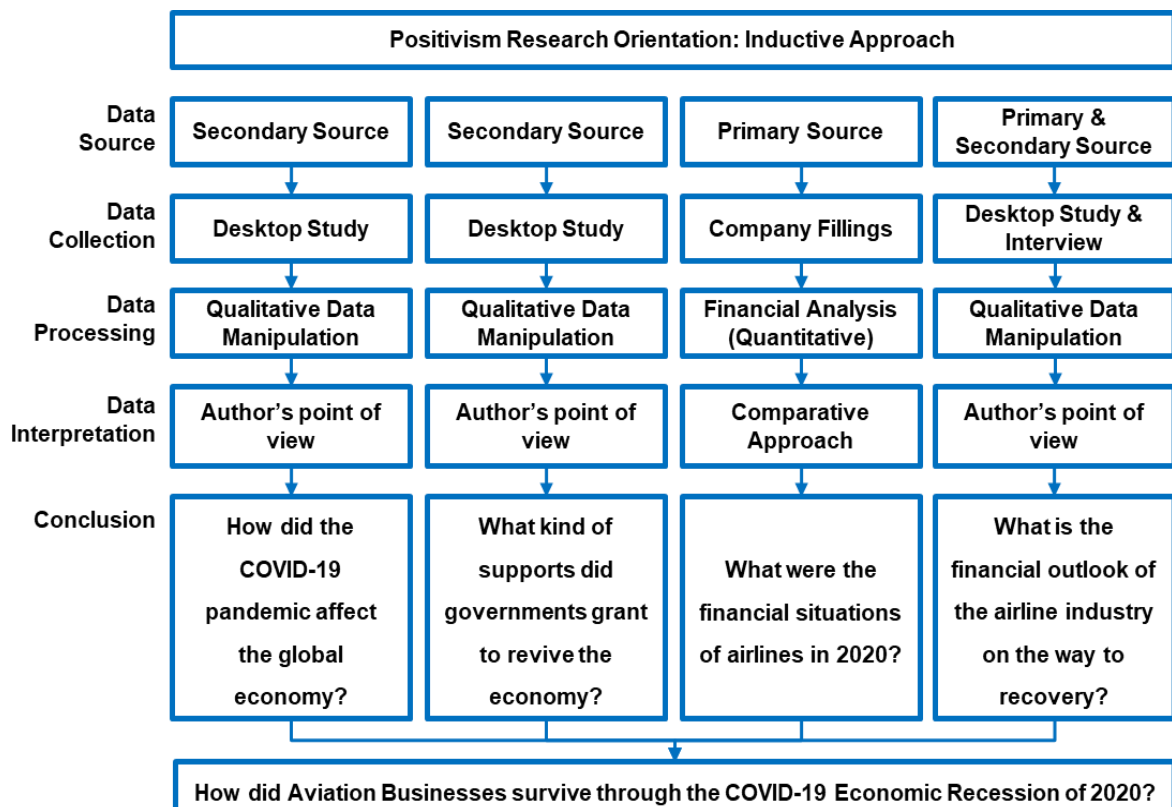 Positivism Research Orientation: Inductive Approach
Data
Source
Secondary Source
Secondary Source
Primary Source
Primary &
Secondary Source
Data
Collection
Desktop Study
Desktop Study
Company Fillings
Desktop Study &
Interview
Data
Processing
Qualitative Data
Manipulation
Qualitative Data
Manipulation
Financial Analysis
(Quantitative)
Qualitative Data
Manipulation
Data
Interpretation
Author’s point of
view
Author’s point of
view
Comparative
Approach
Author’s point of
view
Conclusion
How did the
COVID-19
pandemic affect
the global
economy?
What kind of
supports did
governments grant
to revive the
economy?
What were the
financial situations
of airlines in 2020?
What is the
financial outlook of
the airline industry
on the way to
recovery?
How did Aviation Businesses survive through the COVID-19 Economic Recession of 2020?